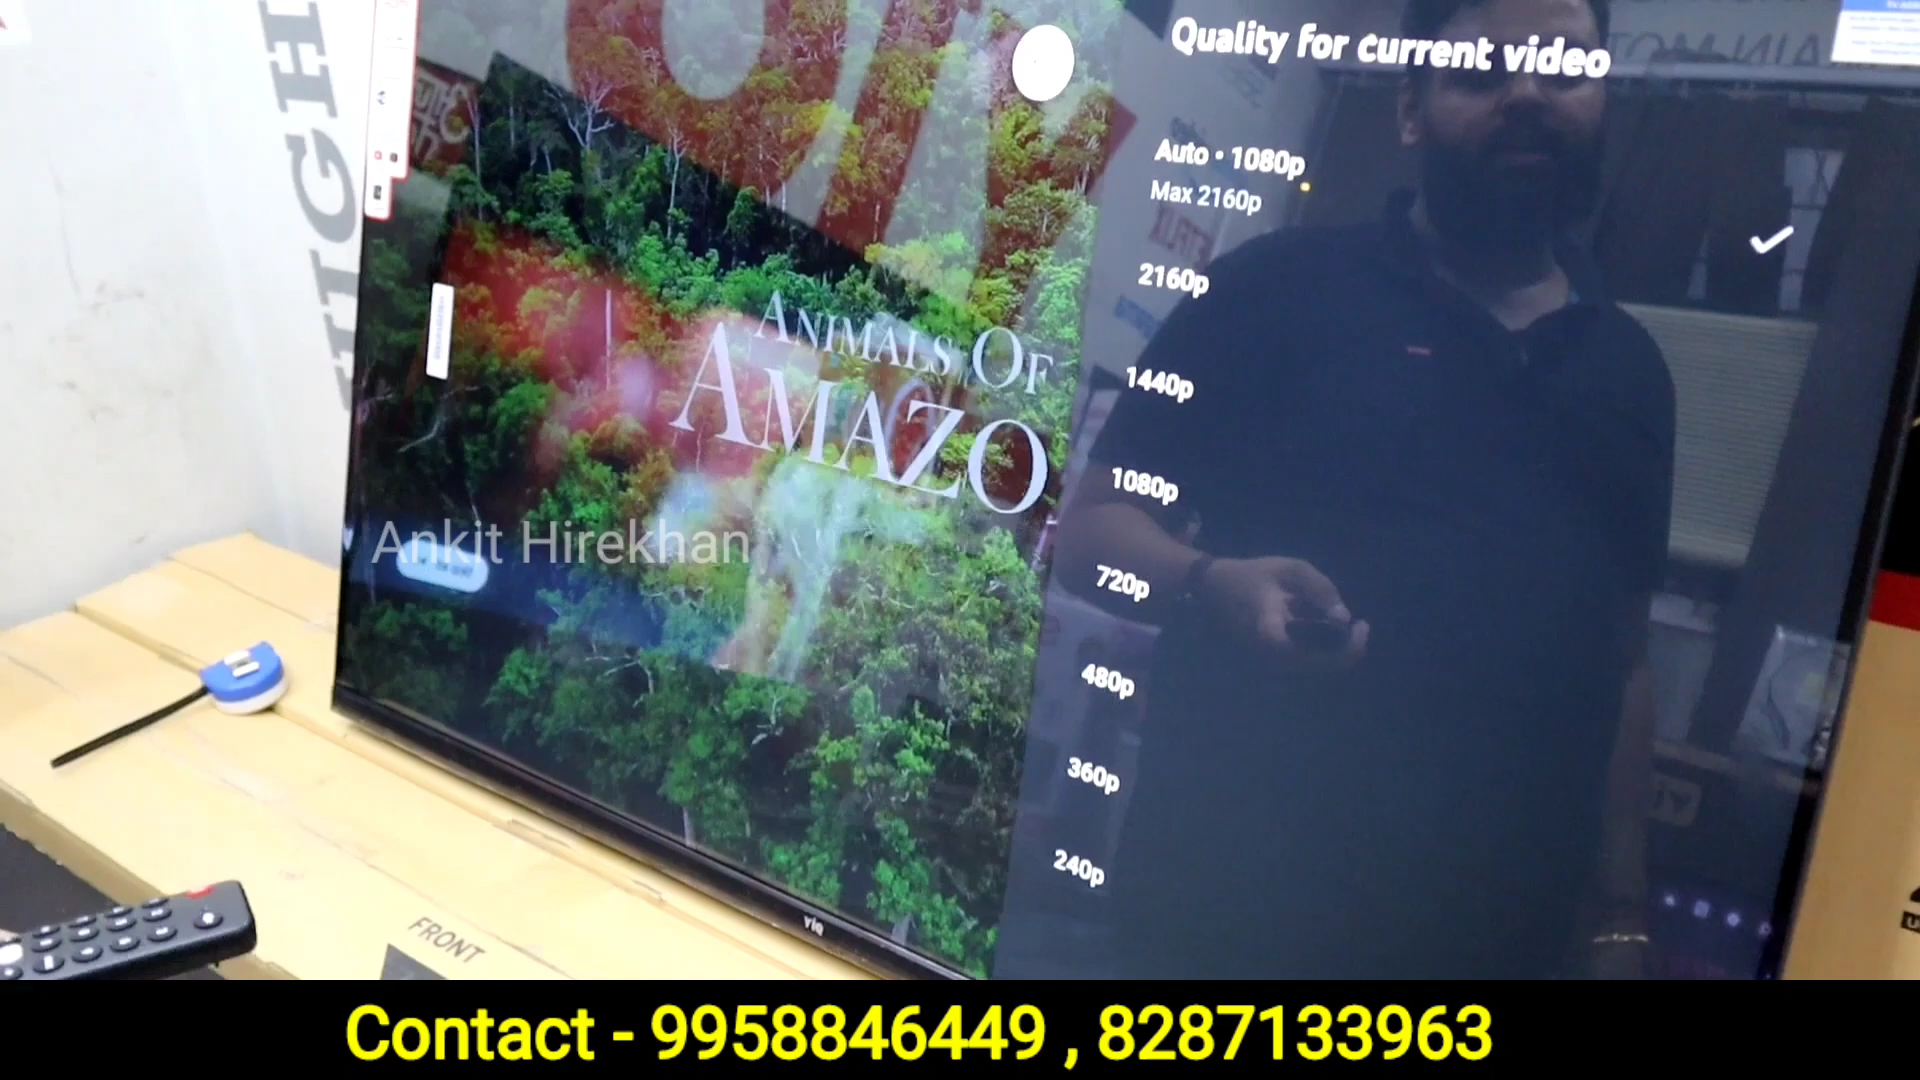 HIGH
Quality for current video
Auto • 1080p
Max 2160p
2160p
1440p
1080p
720p
480p
360p
240p
ANIMALS OF
AMAZO
Ankit Hirekhan
FRONT
Contact - 9958846449 , 8287133963